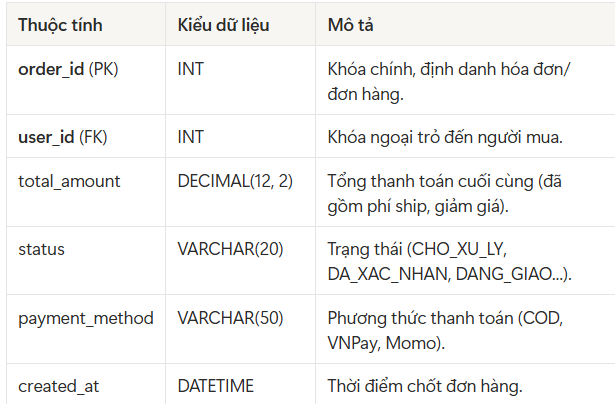 Thuộc tính Kiểu dữ liệu Mô tả
order_id (PK) INT Khóa chính, định danh hóa đơn/
đơn hàng.
user_id (FK) INT Khóa ngoại trỏ đến người mua.
total_amount DECIMAL(12, 2) Tổng thanh toán cuối cùng (đã
gồm phí ship, giảm giá).
status VARCHAR(20) Trạng thái (CHO_XU_LY,
DA_XAC_NHAN, DANG_GIAO...).
payment_method VARCHAR(50) Phương thức thanh toán (COD,
VNPay, Momo).
created_at DATETIME Thời điểm chốt đơn hàng.